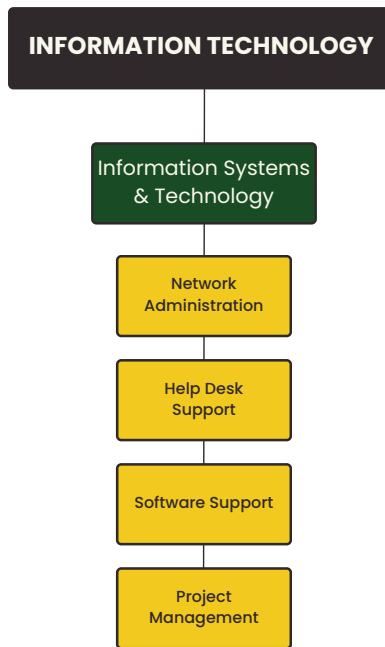 INFORMATION TECHNOLOGY
Information Systems
& Technology
Network
Administration
Help Desk
Support
Software Support
Project
Management